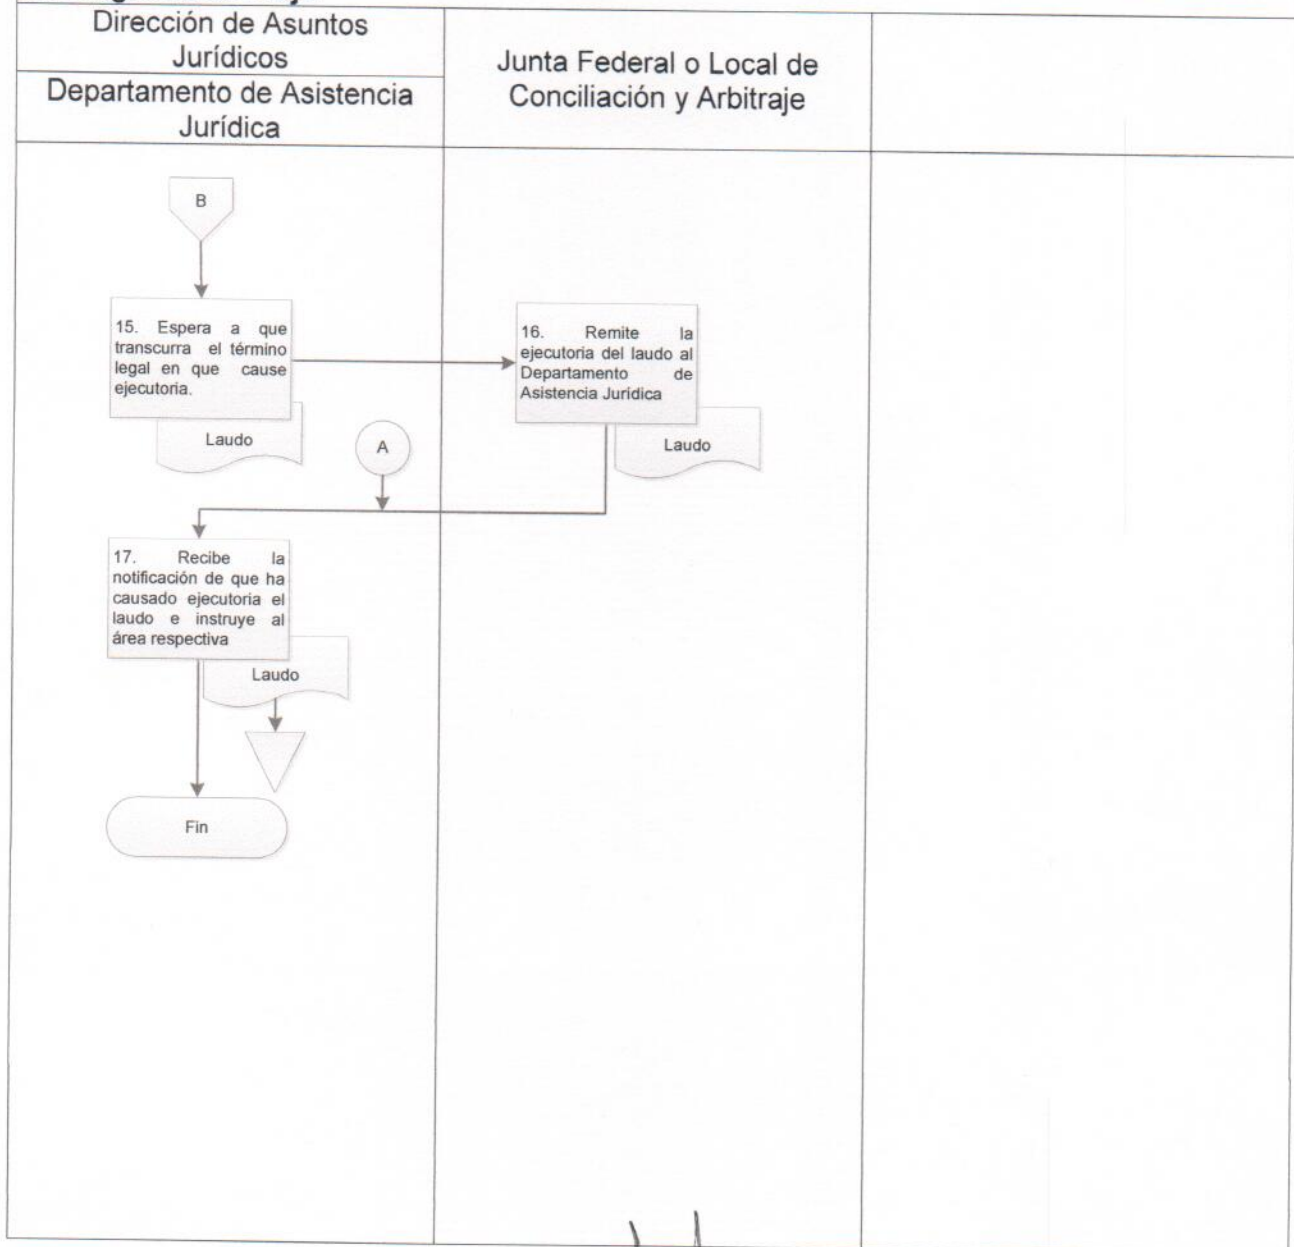 Dirección de Asuntos
Jurídicos
Departamento de Asistencia
Jurídica
Junta Federal o Local de
Conciliación y Arbitraje
B
15. Espera a que
transcurra el término
legal en que cause
ejecutoria.
Laudo
16. Remite la
ejecutoria del laudo al
Departamento de
Asistencia Jurídica
Laudo
A
17. Recibe la
notificación de que ha
causado ejecutoria el
laudo e instruye al
área respectiva
Laudo
Fin